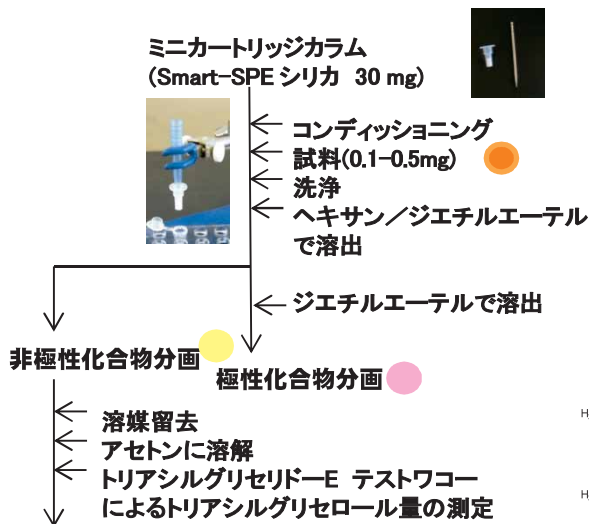 ミニカートリッジカラム
(Smart-SPE シリカ 30 mg)
コンディッショニング
試料(0.1-0.5mg)
洗浄
ヘキサン/ジエチルエーテル
で溶出
ジエチルエーテルで溶出
非極性化合物分画
極性化合物分画
溶媒留去
アセトンに溶解
トリアシルグリセリドーE テストワコー
によるトリアシルグリセロール量の測定
H
H